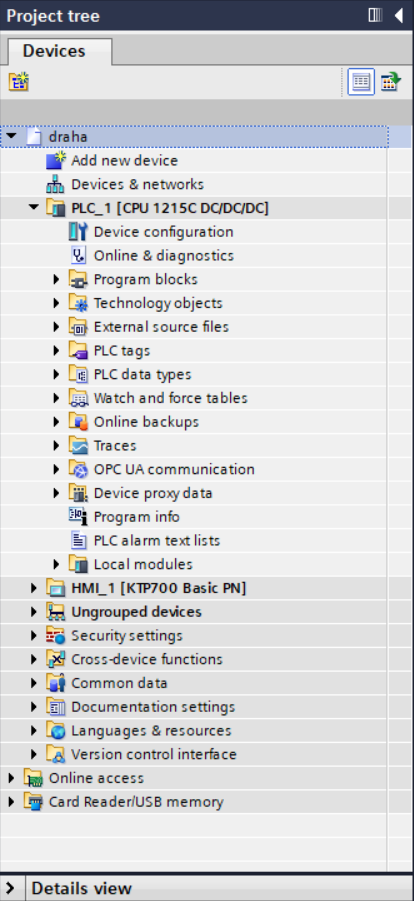 Project tree
Devices
draha
Add new device
Devices & networks
PLC_1 [CPU 1215C DC/DC/DC]
Device configuration
Online & diagnostics
Program blocks
Technology objects
External source files
PLC tags
PLC data types
Watch and force tables
Online backups
Traces
OPC UA communication
Device proxy data
Program info
PLC alarm text lists
Local modules
HMI_1 [KTP700 Basic PN]
Ungrouped devices
Security settings
Cross-device functions
Common data
Documentation settings
Languages & resources
Version control interface
Online access
Card Reader/USB memory
Details view